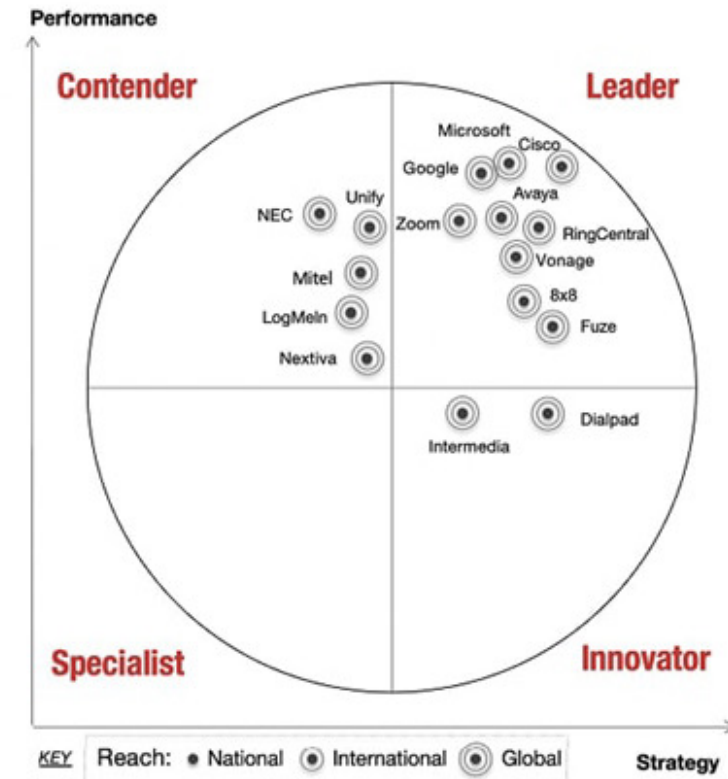 Performance
Contender
Leader
Microsoft
Cisco
Google
Unify
Avaya
NEC
Zoom
RingCentral
Vonage
Mitel
8x8
LogMeIn
Fuze
Nextiva
Dialpad
Intermedia
Specialist
Innovator
KEY Reach: National International Global
Strategy